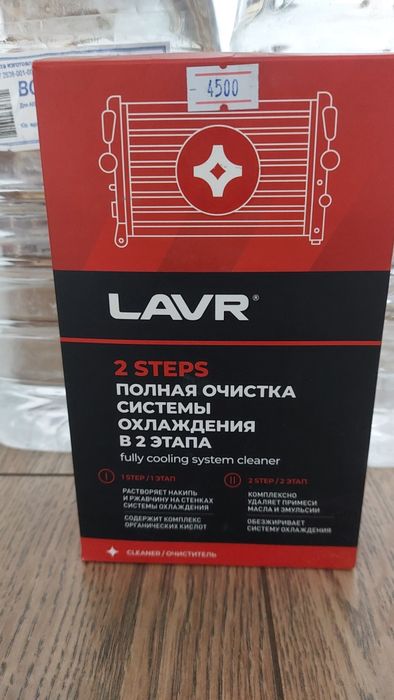 4500
LAVR®
2 STEPS
ПОЛНАЯ ОЧИСТКА
СИСТЕМЫ
ОХЛАЖДЕНИЯ
В 2 ЭТАПА
fully cooling system cleaner
I 1 STEP / 1 ЭТАП
РАСТВОРЯЕТ НАКИПЬ
И РЖАВЧИНУ НА СТЕНКАХ
СИСТЕМЫ ОХЛАЖДЕНИЯ
СОДЕРЖИТ КОМПЛЕКС
ОРГАНИЧЕСКИХ КИСЛОТ
II 2 STEP / 2 ЭТАП
КОМПЛЕКСНО
УДАЛЯЕТ ПРИМЕСИ
МАСЛА И ЭМУЛЬСИИ
ОБЕЗЖИРИВАЕТ
СИСТЕМУ ОХЛАЖДЕНИЯ
CLEANER / ОЧИСТИТЕЛЬ